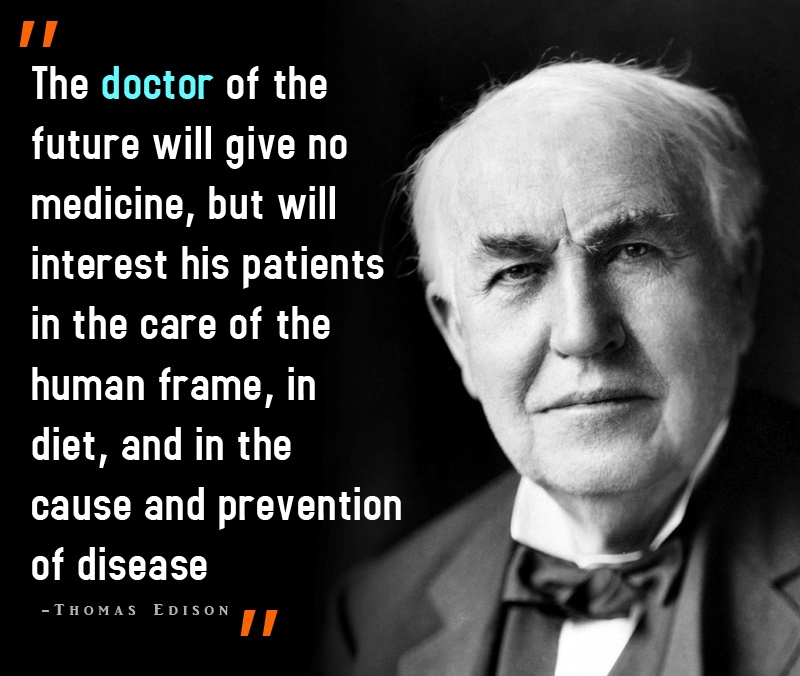 "
The doctor of the
future will give no
medicine, but will
interest his patients
in the care of the
human frame, in
diet, and in the
cause and prevention
of disease
-Thomas Edison "